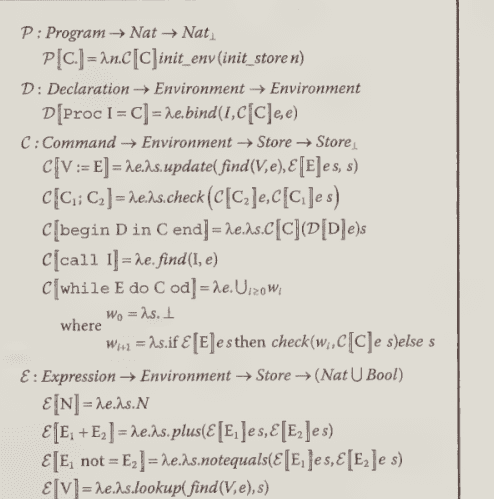 𝒫 : Program → Nat → Nat⊥
𝒫⟦C.⟧ = λn.𝒞⟦C⟧init_env(init_store n)
𝒟 : Declaration → Environment → Environment
𝒟⟦Proc I = C⟧ = λe.bind(I,𝒞⟦C⟧e,e)
𝒞 : Command → Environment → Store → Store⊥
𝒞⟦V := E⟧ = λe.λs.update( find(V,e),ℰ⟦E⟧e s, s)
𝒞⟦C₁; C₂⟧ = λe.λs.check(𝒞⟦C₂⟧e,𝒞⟦C₁⟧e s)
𝒞⟦begin D in C end⟧ = λe.λs.𝒞⟦C⟧(𝒟⟦D⟧e)s
𝒞⟦call I⟧ = λe. find(I, e)
𝒞⟦while E do C od⟧ = λe.⋃ᵢ≥₀wᵢ
where w₀ = λs. ⊥
wᵢ₊₁ = λs.if ℰ⟦E⟧e s then check(wᵢ,𝒞⟦C⟧e s)else s
ℰ : Expression → Environment → Store → (Nat ⋃ Bool)
ℰ⟦N⟧ = λe.λs.N
ℰ⟦E₁ + E₂⟧ = λe.λs.plus(ℰ⟦E₁⟧e s,ℰ⟦E₂⟧e s)
ℰ⟦E₁ not = E₂⟧ = λe.λs.notequals(ℰ⟦E₁⟧e s,ℰ⟦E₂⟧e s)
ℰ⟦V⟧ = λe.λs.lookup( find(V,e),s)